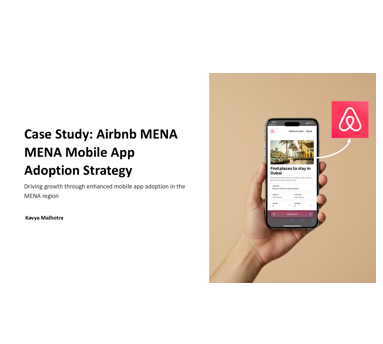 Case Study: Airbnb MENA
MENA Mobile App
Adoption Strategy
Driving growth through enhanced mobile app adoption in the
MENA region
Kavya Malhotra
Find places to stay in
Dubai